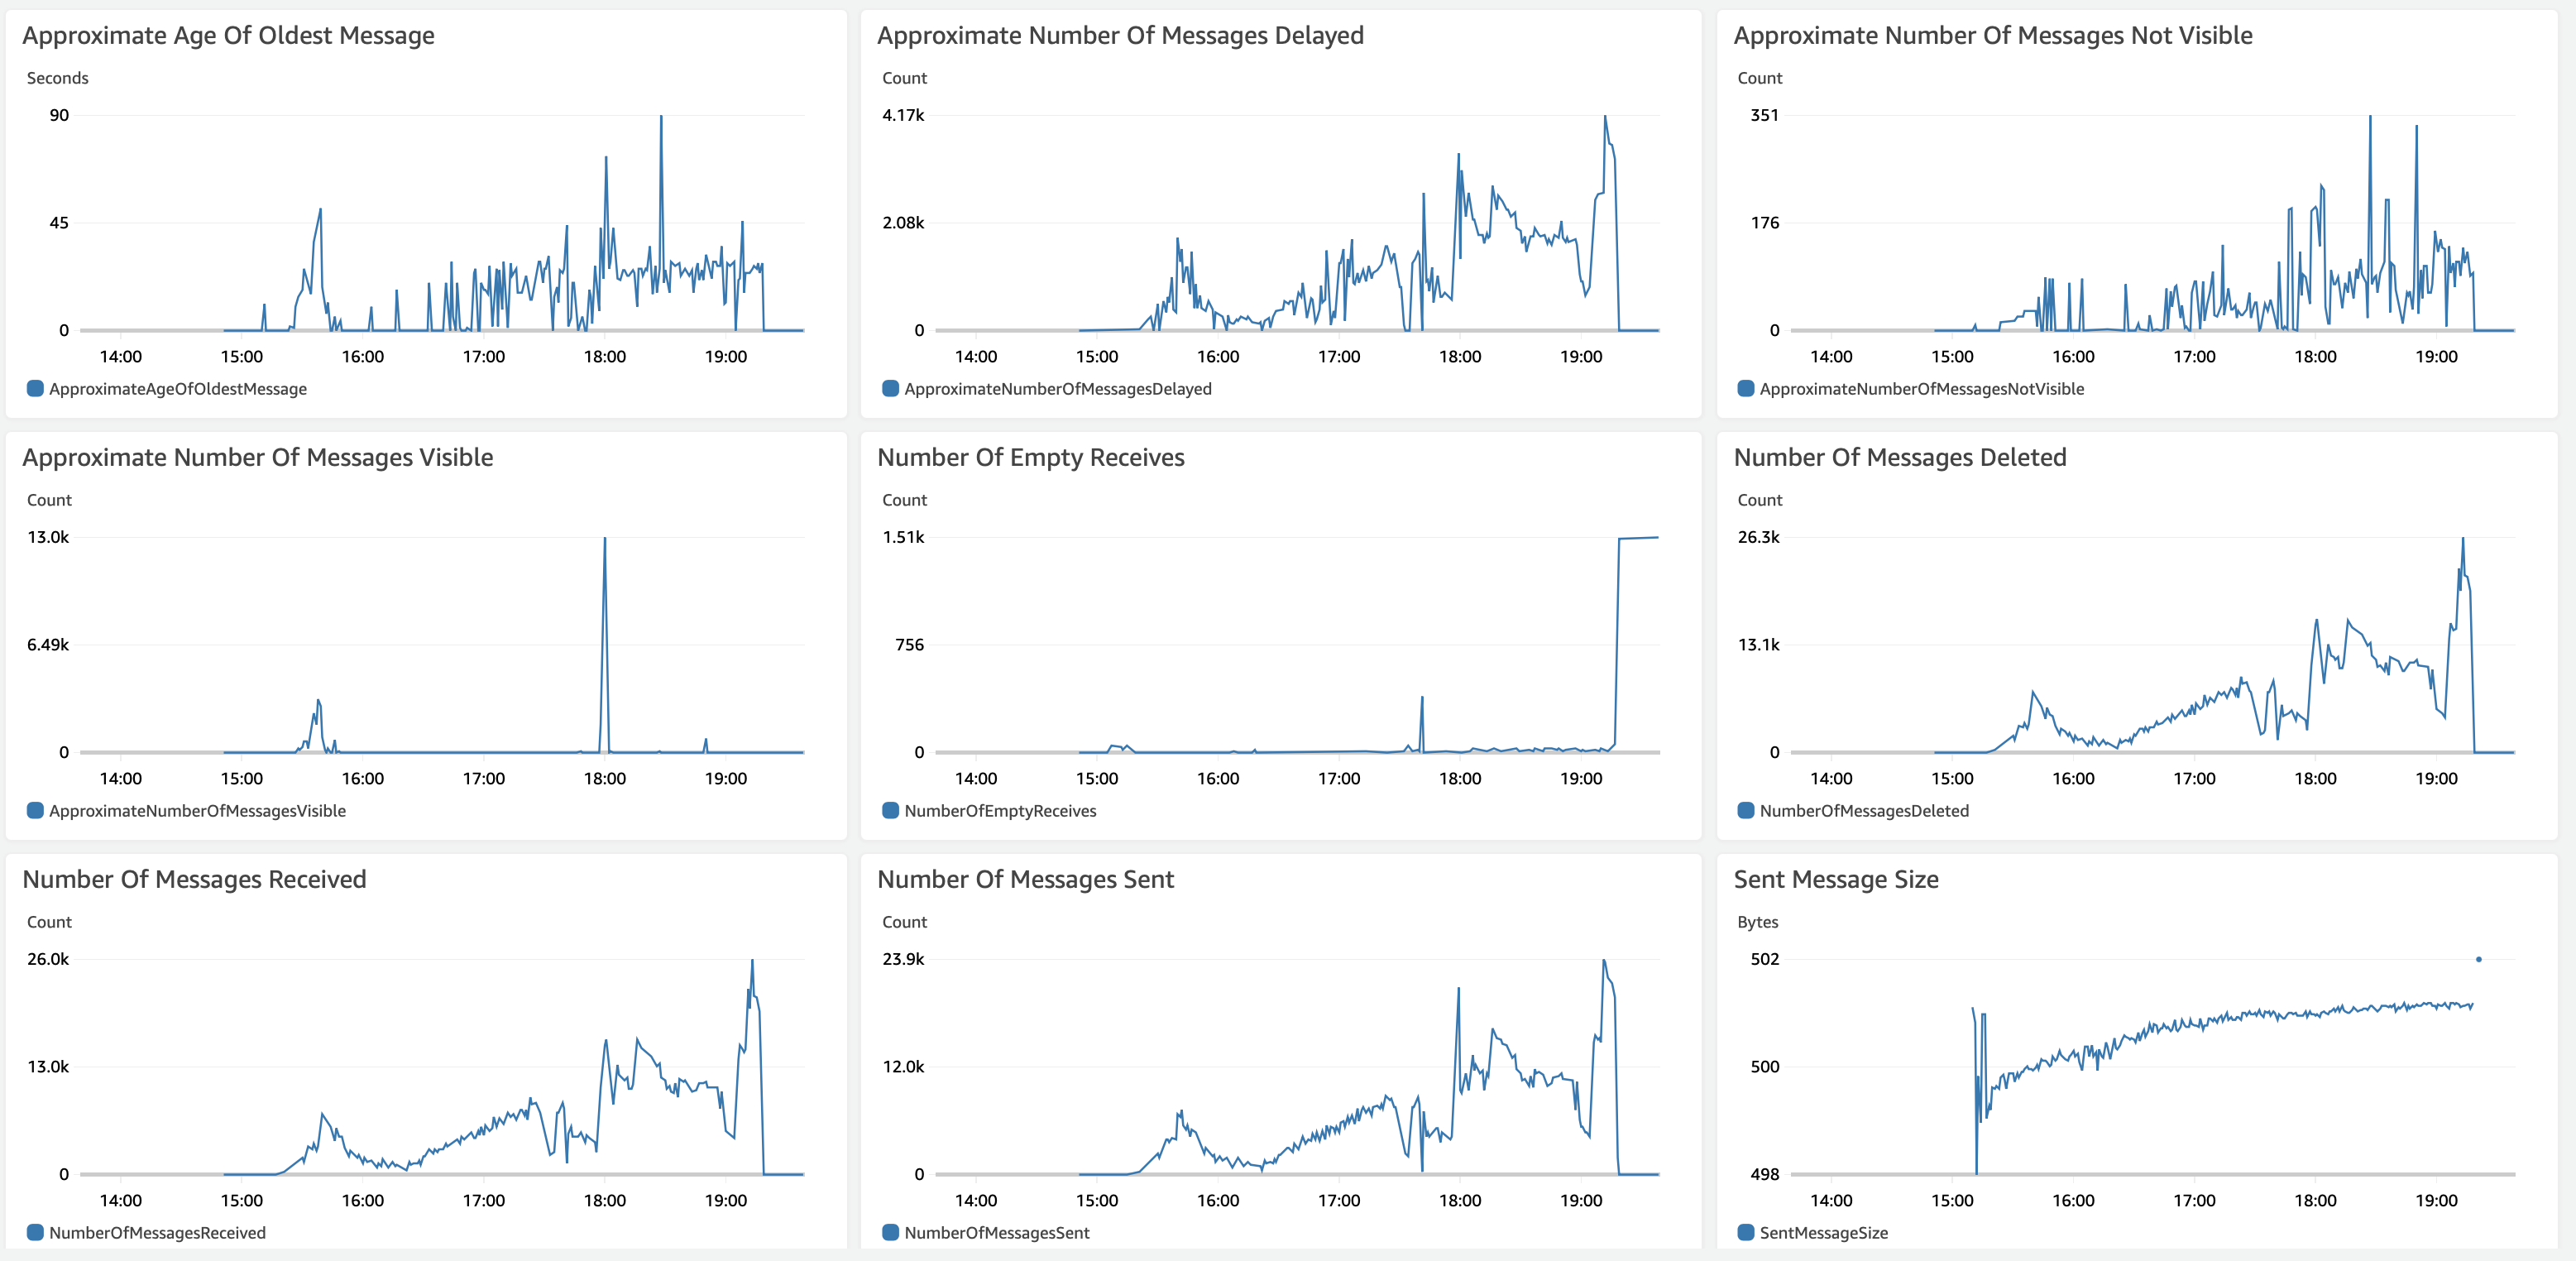 Approximate Age Of Oldest Message
Seconds
90
45
0
14:00 15:00 16:00 17:00 18:00 19:00
ApproximateAgeOfOldestMessage
Approximate Number Of Messages Delayed
Count
4.17k
2.08k
0
14:00 15:00 16:00 17:00 18:00 19:00
ApproximateNumberOfMessagesDelayed
Approximate Number Of Messages Not Visible
Count
351
176
0
14:00 15:00 16:00 17:00 18:00 19:00
ApproximateNumberOfMessagesNotVisible
Approximate Number Of Messages Visible
Count
13.0k
6.49k
0
14:00 15:00 16:00 17:00 18:00 19:00
ApproximateNumberOfMessagesVisible
Number Of Empty Receives
Count
1.51k
756
0
14:00 15:00 16:00 17:00 18:00 19:00
NumberOfEmptyReceives
Number Of Messages Deleted
Count
26.3k
13.1k
0
14:00 15:00 16:00 17:00 18:00 19:00
NumberOfMessagesDeleted
Number Of Messages Received
Count
26.0k
13.0k
0
14:00 15:00 16:00 17:00 18:00 19:00
NumberOfMessagesReceived
Number Of Messages Sent
Count
23.9k
12.0k
0
14:00 15:00 16:00 17:00 18:00 19:00
NumberOfMessagesSent
Sent Message Size
Bytes
502
500
498
14:00 15:00 16:00 17:00 18:00 19:00
SentMessageSize